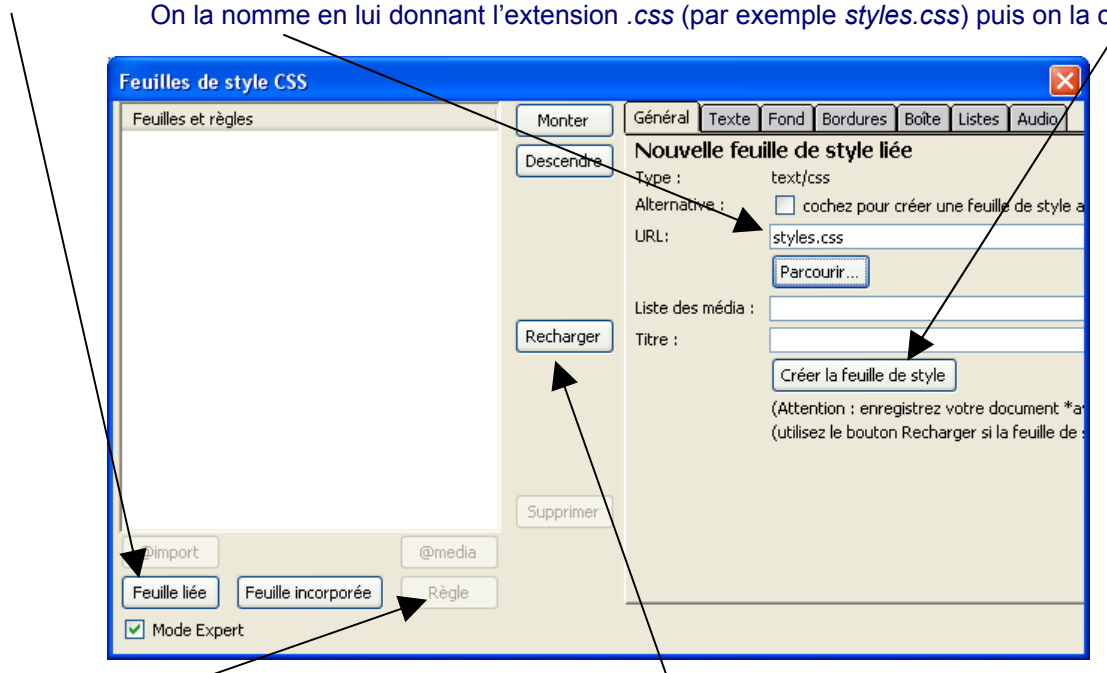 On la nomme en lui donnant l’extension .css (par exemple styles.css) puis on la
Feuilles de style CSS
Feuilles et règles
Monter
Descendre
Recharger
Supprimer
Général Texte Fond Bordures Boîte Listes Audio
Nouvelle feuille de style liée
Type : text/css
Alternative : cochez pour créer une feuille de style
URL: styles.css
Parcourir...
Liste des média :
Titre :
Créer la feuille de style
(Attention : enregistrez votre document
(utilisez le bouton Recharger si la feuille de
@import @media
Feuille liée Feuille incorporée Règle
Mode Expert